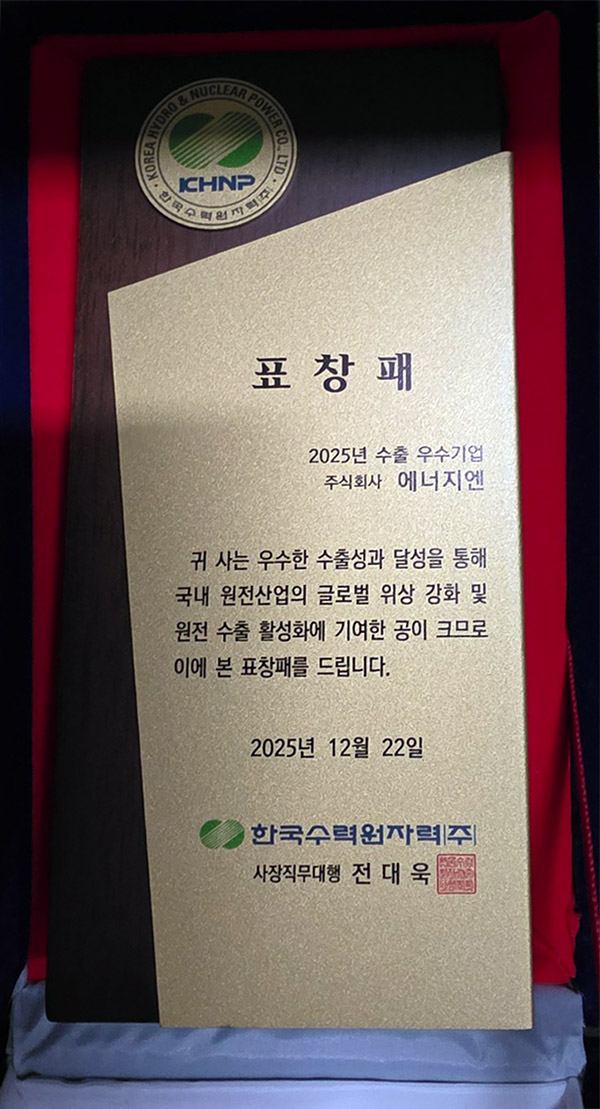 KOREA HYDRO & NUCLEAR POWER CO., LTD
KHNP
한국수력원자력(주)
표창패
2025년 수출 우수기업
주식회사 에너지엔
귀 사는 우수한 수출성과 달성을 통해
국내 원전산업의 글로벌 위상 강화 및
원전 수출 활성화에 기여한 공이 크므로
이에 본 표창패를 드립니다.
2025년 12월 22일
한국수력원자력(주)
사장직무대행 전대욱